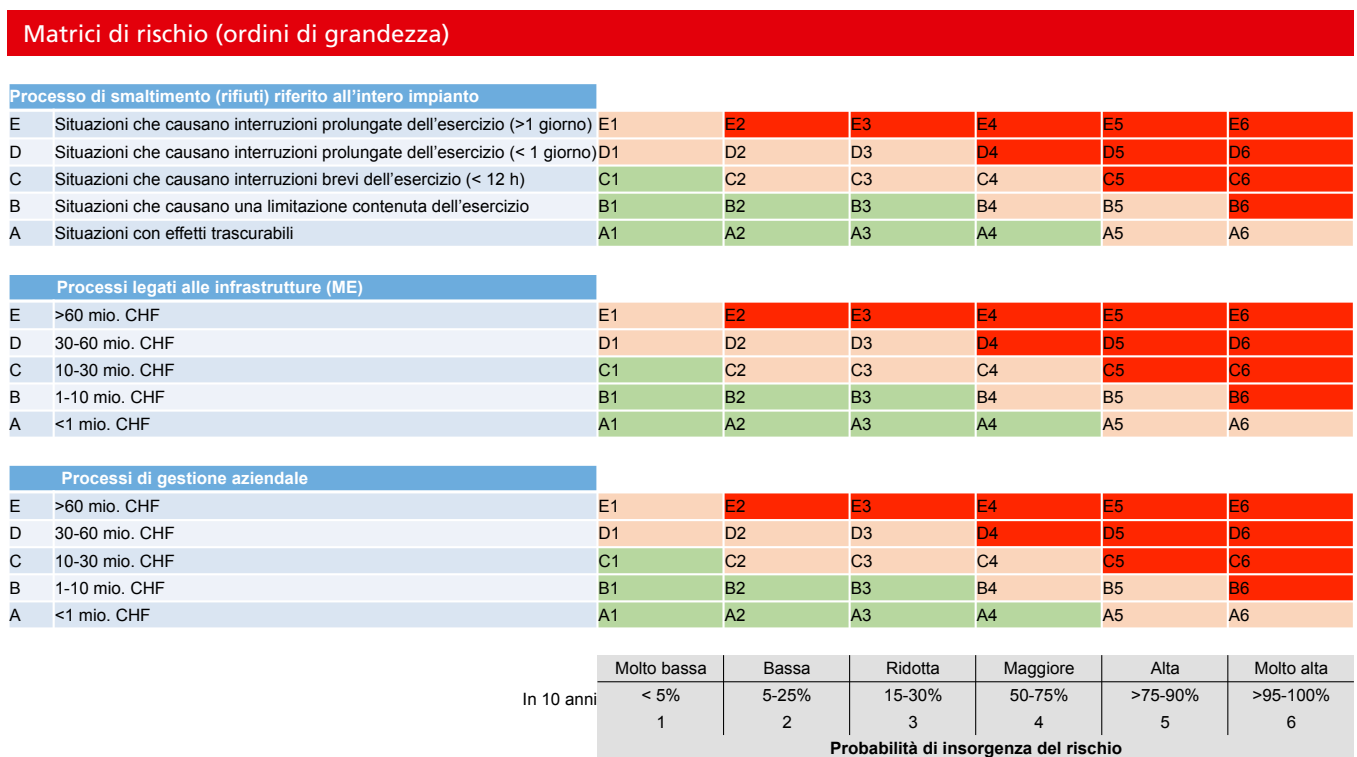 Matrici di rischio (ordini di grandezza)
Processo di smaltimento (rifiuti) riferito all'intero impianto
E Situazioni che causano interruzioni prolungate dell'esercizio (>1 giorno) E1 E2 E3 E4 E5 E6
D Situazioni che causano interruzioni prolungate dell'esercizio (< 1 giorno) D1 D2 D3 D4 D5 D6
C Situazioni che causano interruzioni brevi dell'esercizio (< 12 h) C1 C2 C3 C4 C5 C6
B Situazioni che causano una limitazione contenuta dell'esercizio B1 B2 B3 B4 B5 B6
A Situazioni con effetti trascurabili A1 A2 A3 A4 A5 A6
Processi legati alle infrastrutture (ME)
E >60 mio. CHF E1 E2 E3 E4 E5 E6
D 30-60 mio. CHF D1 D2 D3 D4 D5 D6
C 10-30 mio. CHF C1 C2 C3 C4 C5 C6
B 1-10 mio. CHF B1 B2 B3 B4 B5 B6
A <1 mio. CHF A1 A2 A3 A4 A5 A6
Processi di gestione aziendale
E >60 mio. CHF E1 E2 E3 E4 E5 E6
D 30-60 mio. CHF D1 D2 D3 D4 D5 D6
C 10-30 mio. CHF C1 C2 C3 C4 C5 C6
B 1-10 mio. CHF B1 B2 B3 B4 B5 B6
A <1 mio. CHF A1 A2 A3 A4 A5 A6
Molto bassa Bassa Ridotta Maggiore Alta Molto alta
In 10 anni < 5% 5-25% 15-30% 50-75% >75-90% >95-100%
1 2 3 4 5 6
Probabilità di insorgenza del rischio